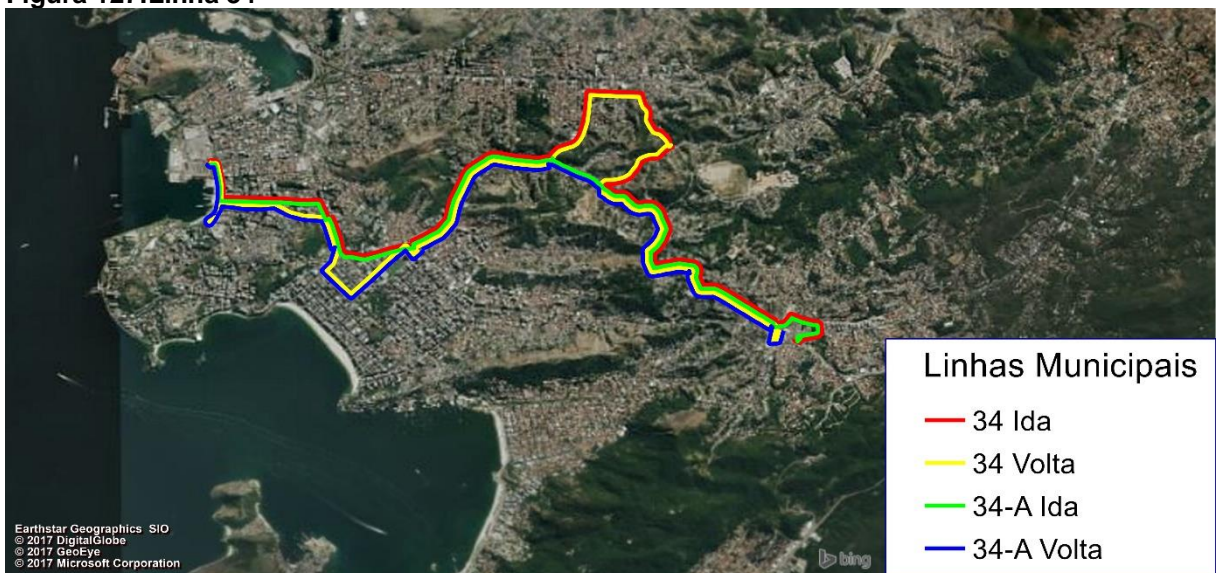 Linhas Municipais
34 Ida
34 Volta
34-A Ida
34-A Volta
Earthstar Geographics SIO
© 2017 DigitalGlobe
© 2017 GeoEye
© 2017 Microsoft Corporation
bing